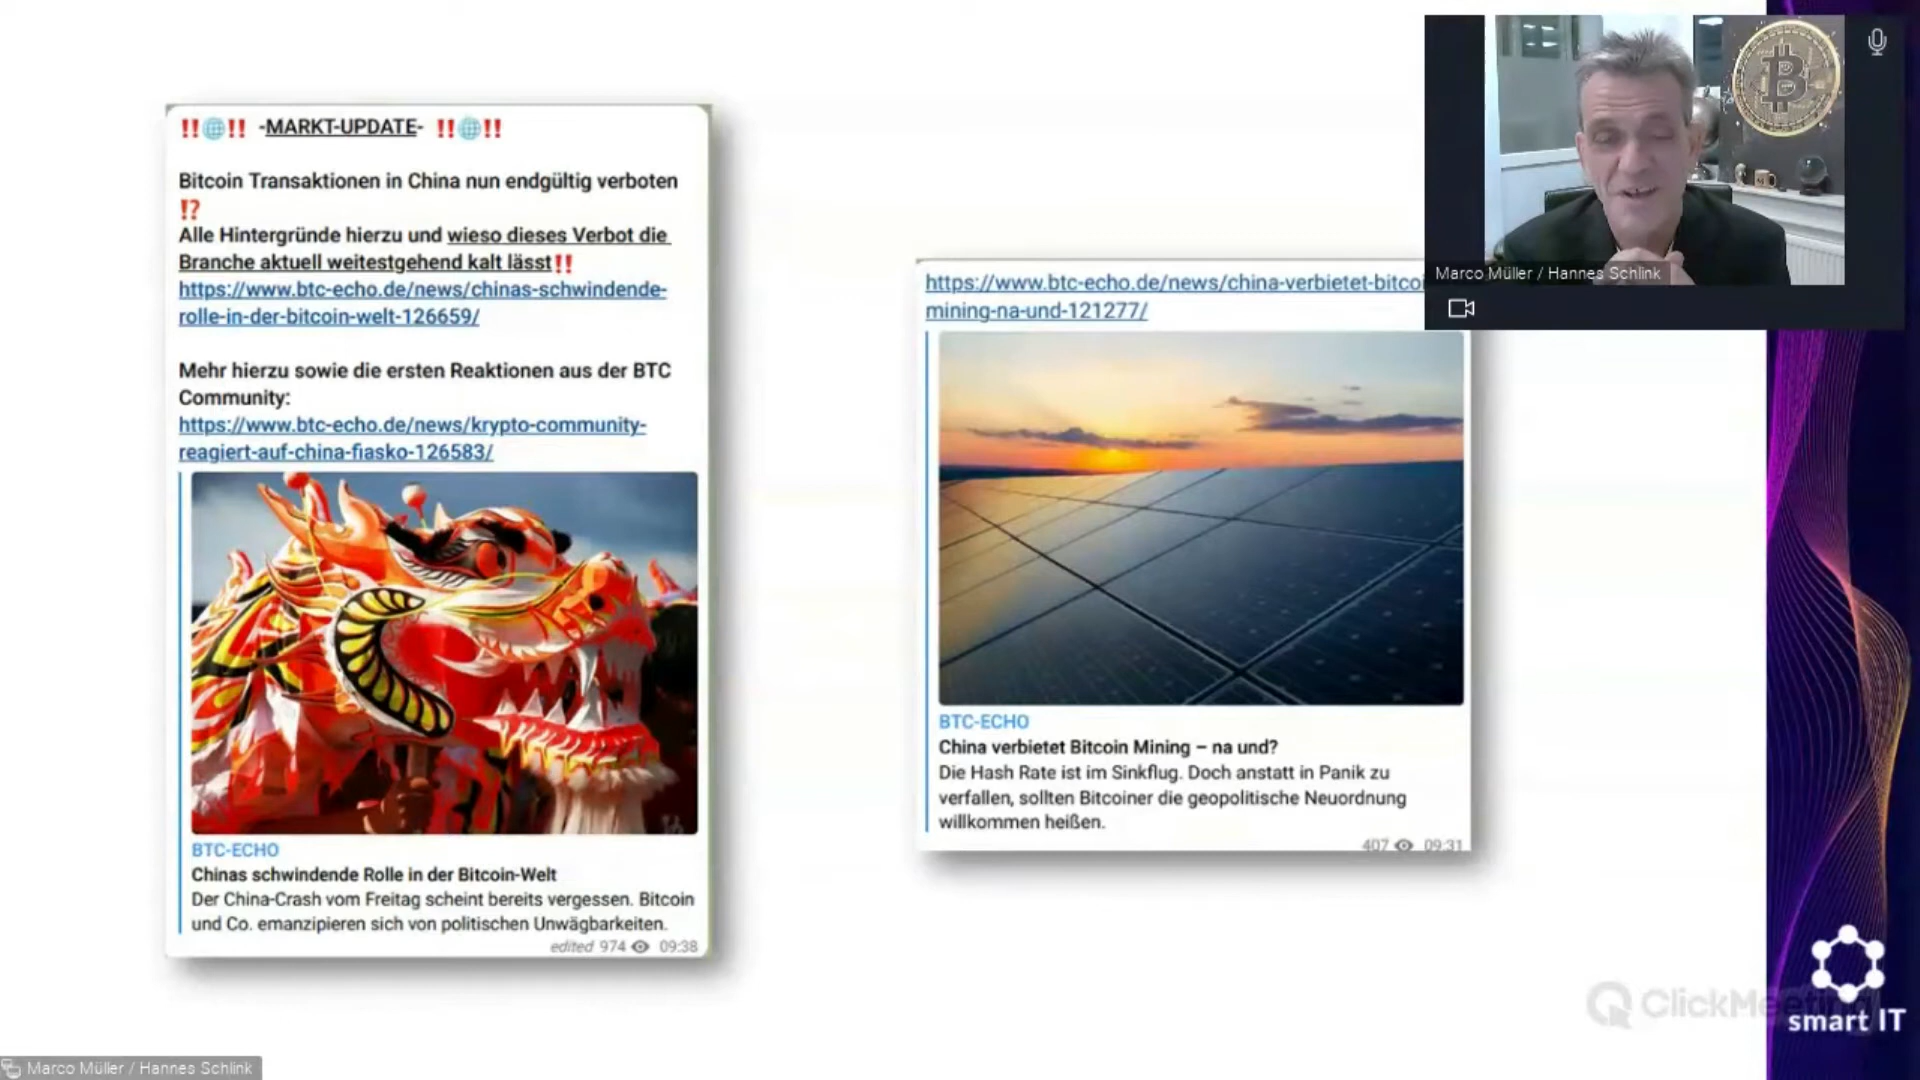 ‼️🌐‼️ -MARKT-UPDATE- ‼️🌐‼️
Bitcoin Transaktionen in China nun endgültig verboten
⁉️
Alle Hintergründe hierzu und wieso dieses Verbot die
Branche aktuell weitestgehend kalt lässt‼️
https://www.btc-echo.de/news/chinas-schwindende-
rolle-in-der-bitcoin-welt-126659/
Mehr hierzu sowie die ersten Reaktionen aus der BTC
Community:
https://www.btc-echo.de/news/krypto-community-
reagiert-auf-china-fiasko-126583/
BTC-ECHO
Chinas schwindende Rolle in der Bitcoin-Welt
Der China-Crash vom Freitag scheint bereits vergessen. Bitcoin
und Co. emanzipieren sich von politischen Unwägbarkeiten.
edited 974 09:38
https://www.btc-echo.de/news/china-verbietet-bitcoi
mining-na-und-121277/
BTC-ECHO
China verbietet Bitcoin Mining – na und?
Die Hash Rate ist im Sinkflug. Doch anstatt in Panik zu
verfallen, sollten Bitcoiner die geopolitische Neuordnung
willkommen heißen.
407 09:31
Marco Müller / Hannes Schlink
ClickMeeting
smart IT
Marco Müller / Hannes Schlink